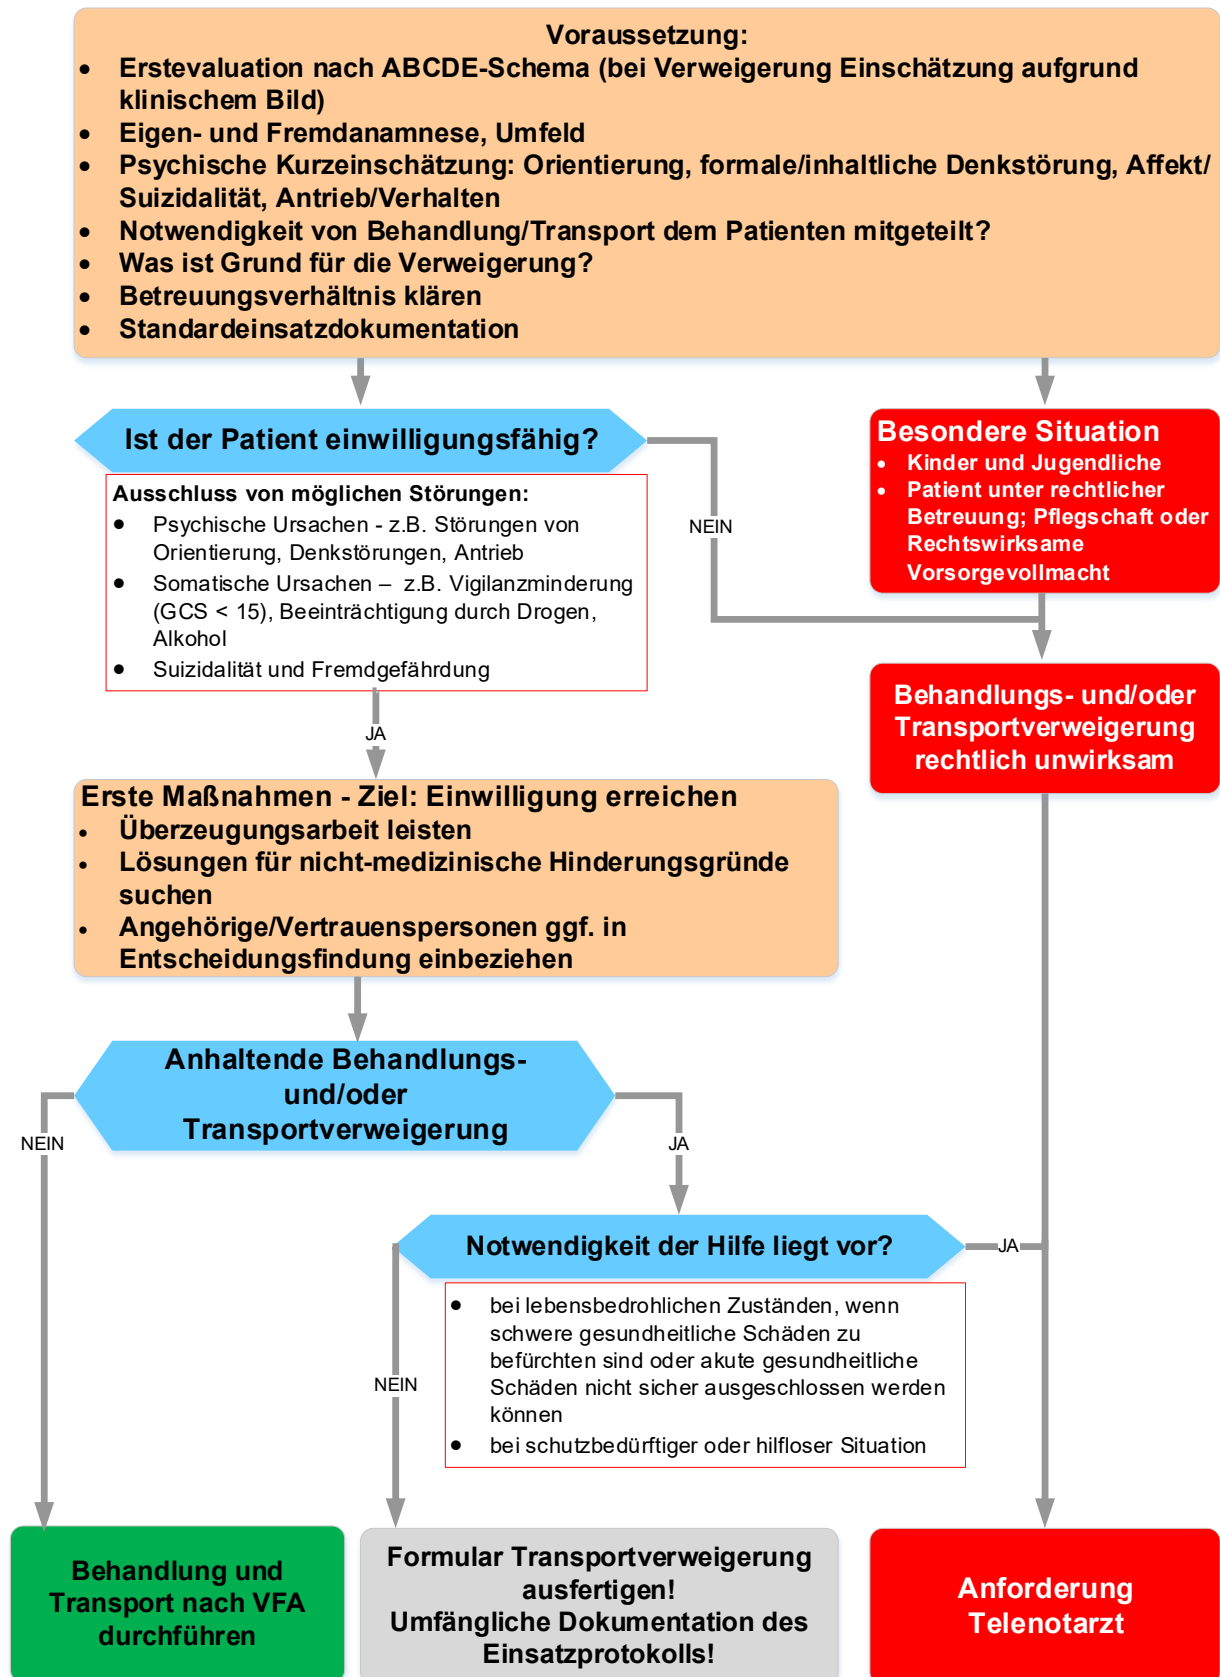 Voraussetzung:
• Erstevaluation nach ABCDE-Schema (bei Verweigerung Einschätzung aufgrund
klinischem Bild)
• Eigen- und Fremdanamnese, Umfeld
• Psychische Kurzeinschätzung: Orientierung, formale/inhaltliche Denkstörung, Affekt/
Suizidalität, Antrieb/Verhalten
• Notwendigkeit von Behandlung/Transport dem Patienten mitgeteilt?
• Was ist Grund für die Verweigerung?
• Betreuungsverhältnis klären
• Standardeinsatzdokumentation
Ist der Patient einwilligungsfähig?
Ausschluss von möglichen Störungen:
• Psychische Ursachen - z.B. Störungen von
Orientierung, Denkstörungen, Antrieb
• Somatische Ursachen – z.B. Vigilanzminderung
(GCS < 15), Beeinträchtigung durch Drogen,
Alkohol
• Suizidalität und Fremdgefährdung
NEIN
Besondere Situation
• Kinder und Jugendliche
• Patient unter rechtlicher
Betreuung; Pflegschaft oder
Rechtswirksame
Vorsorgevollmacht
Behandlungs- und/oder
Transportverweigerung
rechtlich unwirksam
JA
Erste Maßnahmen - Ziel: Einwilligung erreichen
• Überzeugungsarbeit leisten
• Lösungen für nicht-medizinische Hinderungsgründe
suchen
• Angehörige/Vertrauenspersonen ggf. in
Entscheidungsfindung einbeziehen
Anhaltende Behandlungs-
und/oder
Transportverweigerung
NEIN
JA
Notwendigkeit der Hilfe liegt vor?
JA
• bei lebensbedrohlichen Zuständen, wenn
schwere gesundheitliche Schäden zu
befürchten sind oder akute gesundheitliche
Schäden nicht sicher ausgeschlossen werden
können
• bei schutzbedürftiger oder hilfloser Situation
NEIN
Behandlung und
Transport nach VFA
durchführen
Formular Transportverweigerung
ausfertigen!
Umfängliche Dokumentation des
Einsatzprotokolls!
Anforderung
Telenotarzt